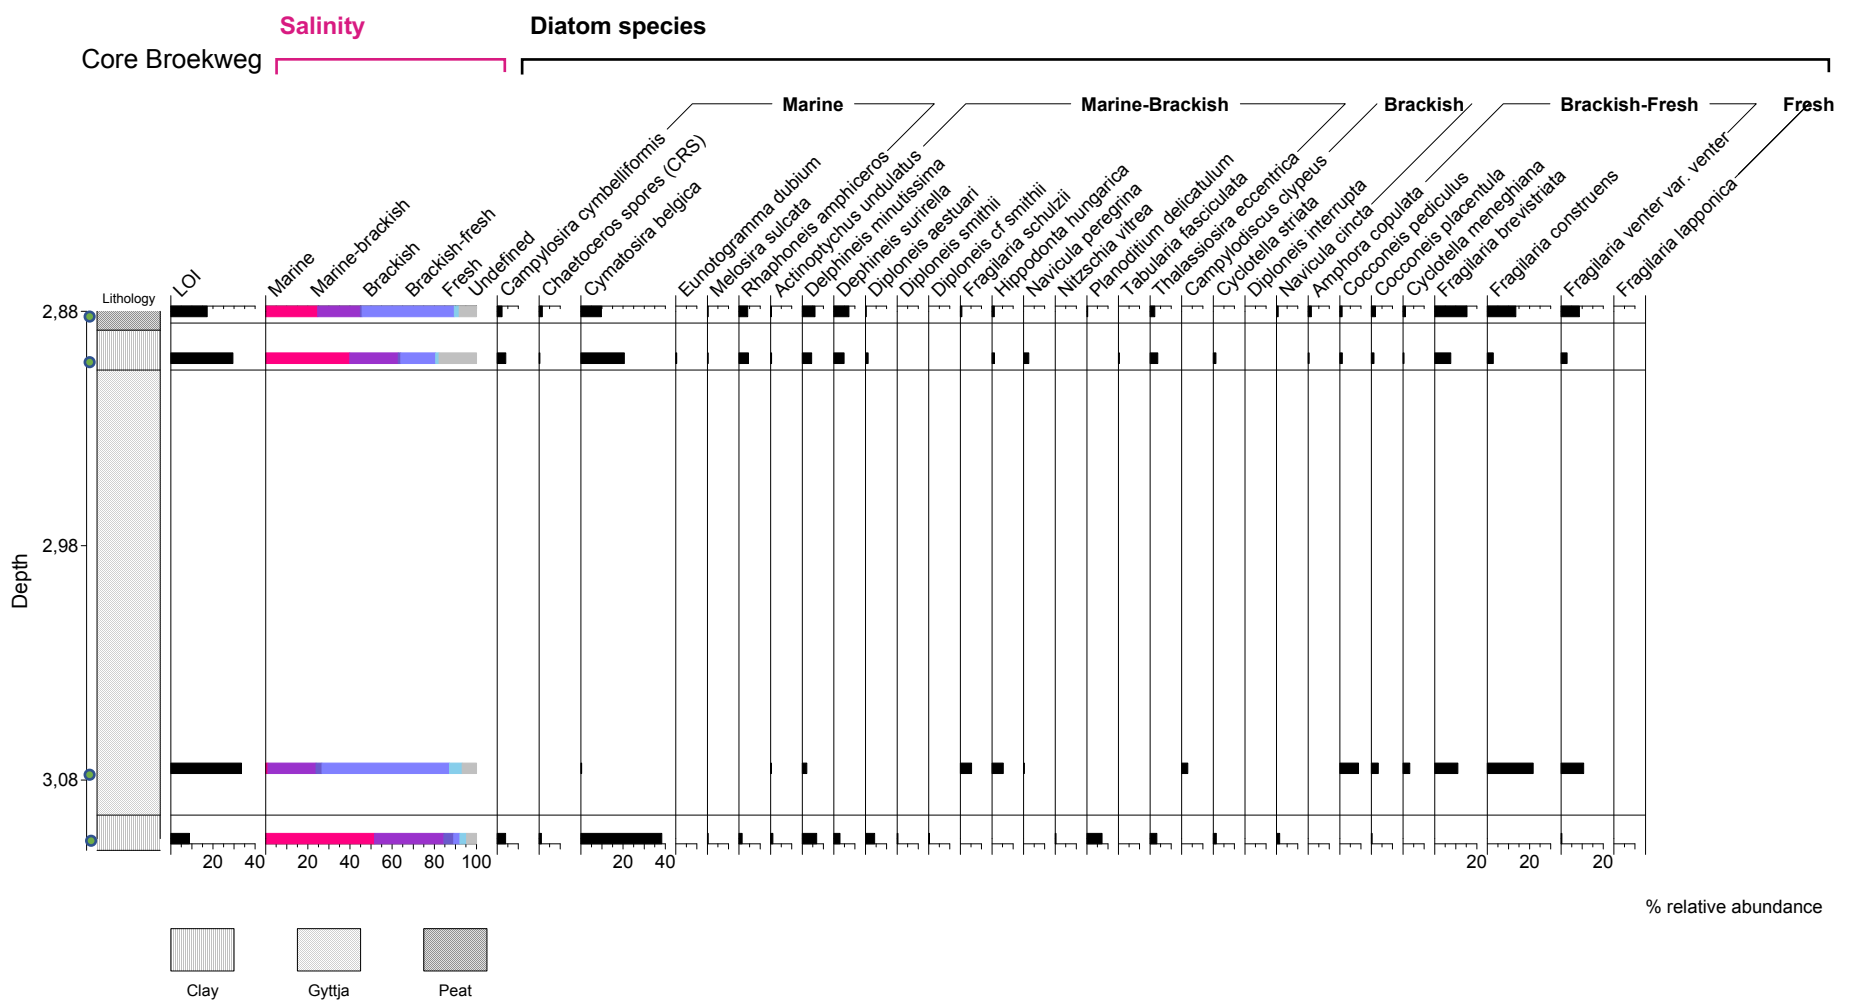 Salinity
Diatom species
Core Broekweg
Marine
Marine-Brackish
Brackish
Brackish-Fresh
Fresh
Lithology
LOI
Marine
Marine-brackish
Brackish
Brackish-fresh
Fresh
Undefined
Campylosira cymbelliformis
Chaetoceros spores (CRS)
Cymatosira belgica
Eunotogramma dubium
Melosira sulcata
Rhaphoneis amphiceros
Actinoptychus undulatus
Delphineis minutissima
Dephineis surirella
Diploneis aestuari
Diploneis smithii
Diploneis cf smithii
Fragilaria schulzii
Hippodonta hungarica
Navicula peregrina
Nitzschia vitrea
Planoditium delicatulum
Tabularia fasciculata
Thalassiosira eccentrica
Campylodiscus clypeus
Cyclotella striata
Diploneis interrupta
Navicula cincta
Amphora copulata
Cocconeis pediculus
Cocconeis placentula
Cyclotella meneghiana
Fragilaria brevistriata
Fragilaria construens
Fragilaria venter var. venter
Fragilaria lapponica
2,88
2,98
3,08
Depth
20 40
20 40 60 80 100
20 40
20
20
20
% relative abundance
Clay
Gyttja
Peat